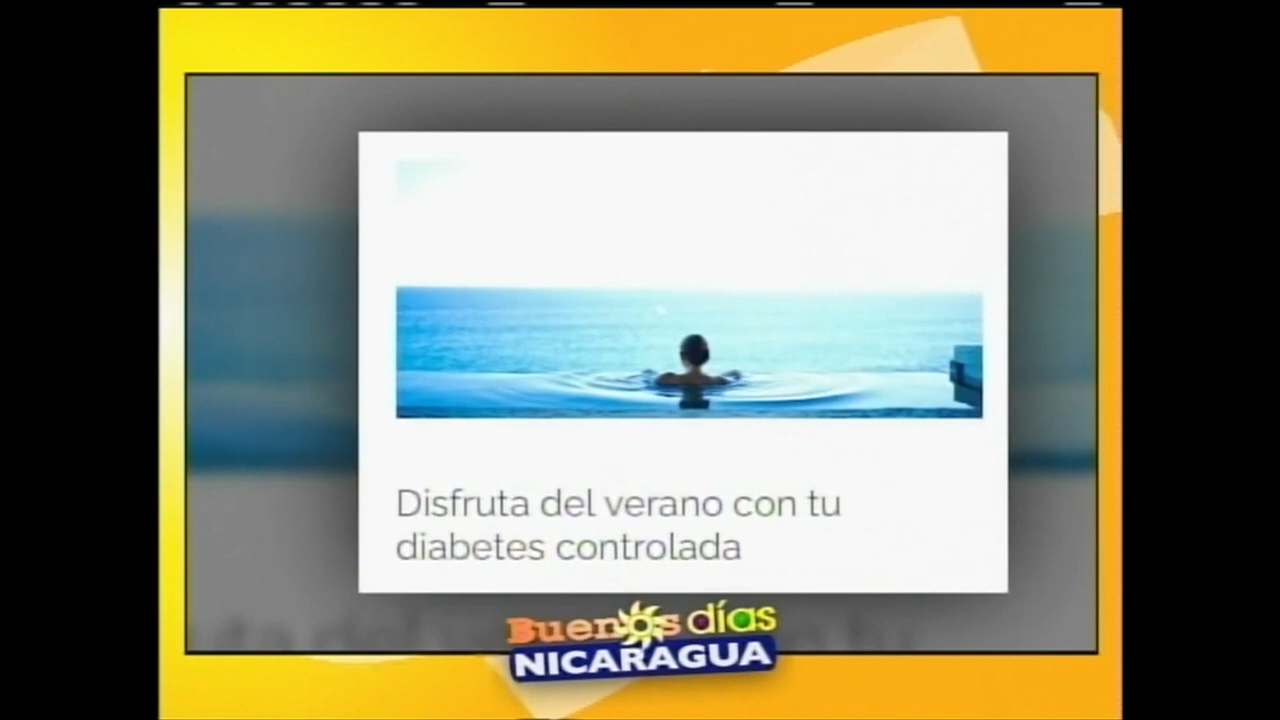 Disfruta del verano con tu
diabetes controlada
Buenos días
NICARAGUA